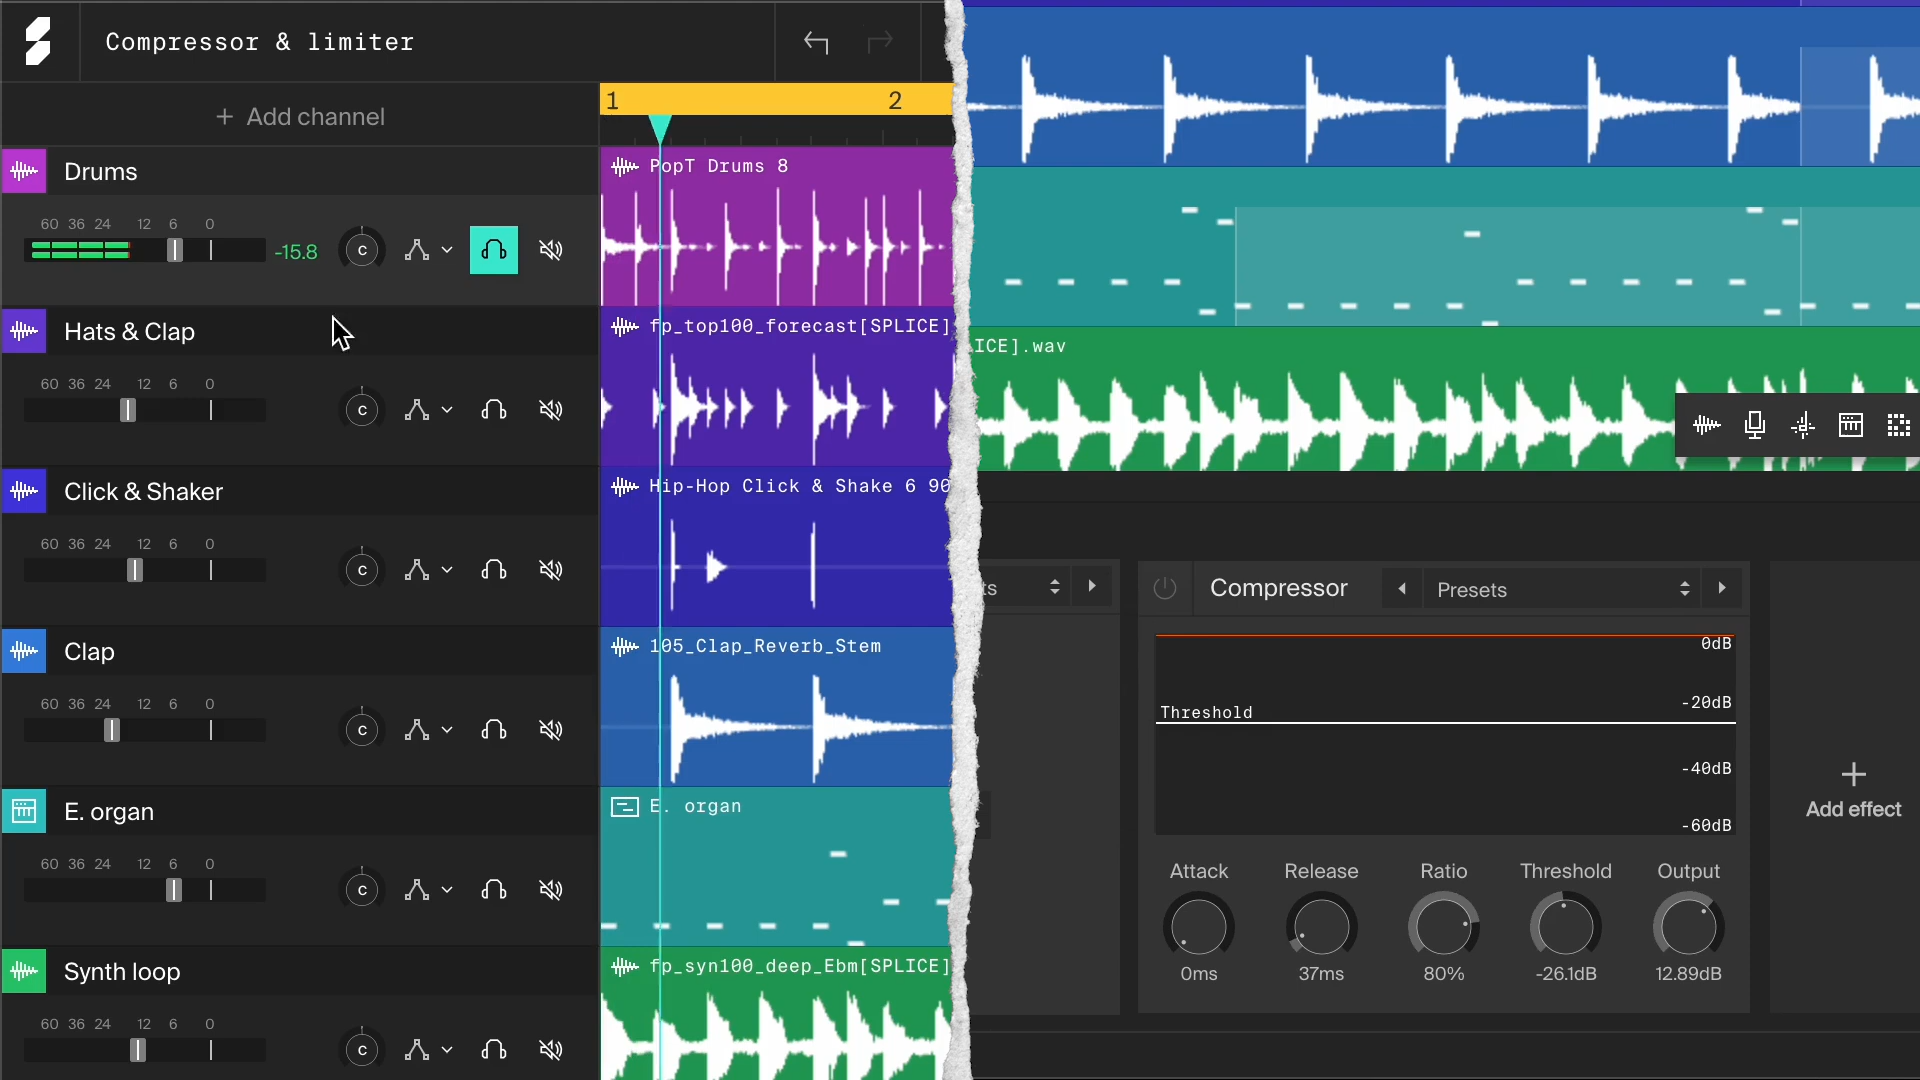 Compressor & limiter
1
2
+ Add channel
Drums
60 36 24 12 6 0
-15.8
C
PopT Drums 8
Hats & Clap
60 36 24 12 6 0
C
fp_top100_forecast[SPLICE]
Click & Shaker
60 36 24 12 6 0
C
Hip-Hop Click & Shake 6 90
Clap
60 36 24 12 6 0
C
105_Clap_Reverb_Stem
E. organ
60 36 24 12 6 0
C
E. organ
Synth loop
60 36 24 12 6 0
C
fp_syn100_deep_Ebm[SPLICE]
ICE].wav
ts
Compressor
Presets
0dB
-20dB
Threshold
-40dB
-60dB
Attack
Release
Ratio
Threshold
Output
0ms
37ms
80%
-26.1dB
12.89dB
Add effect